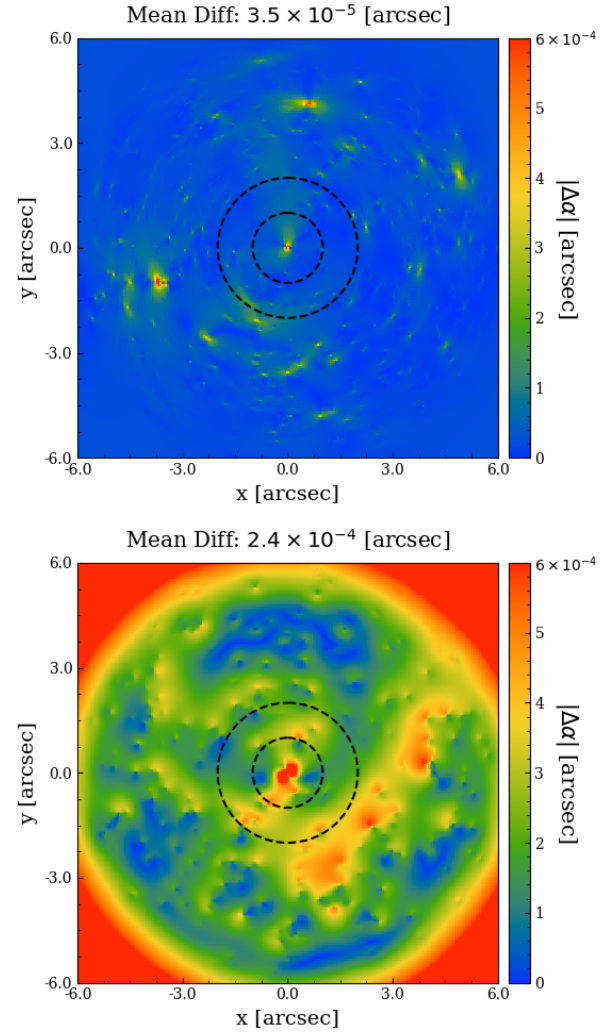 Mean Diff: 3.5 × 10⁻⁵ [arcsec]
6.0
3.0
0.0
-3.0
-6.0
y [arcsec]
-6.0 -3.0 0.0 3.0 6.0
x [arcsec]
6×10⁻⁴
5
4
3
2
1
0
|Δα| [arcsec]
Mean Diff: 2.4 × 10⁻⁴ [arcsec]
6.0
3.0
0.0
-3.0
-6.0
y [arcsec]
-6.0 -3.0 0.0 3.0 6.0
x [arcsec]
6×10⁻⁴
5
4
3
2
1
0
|Δα| [arcsec]